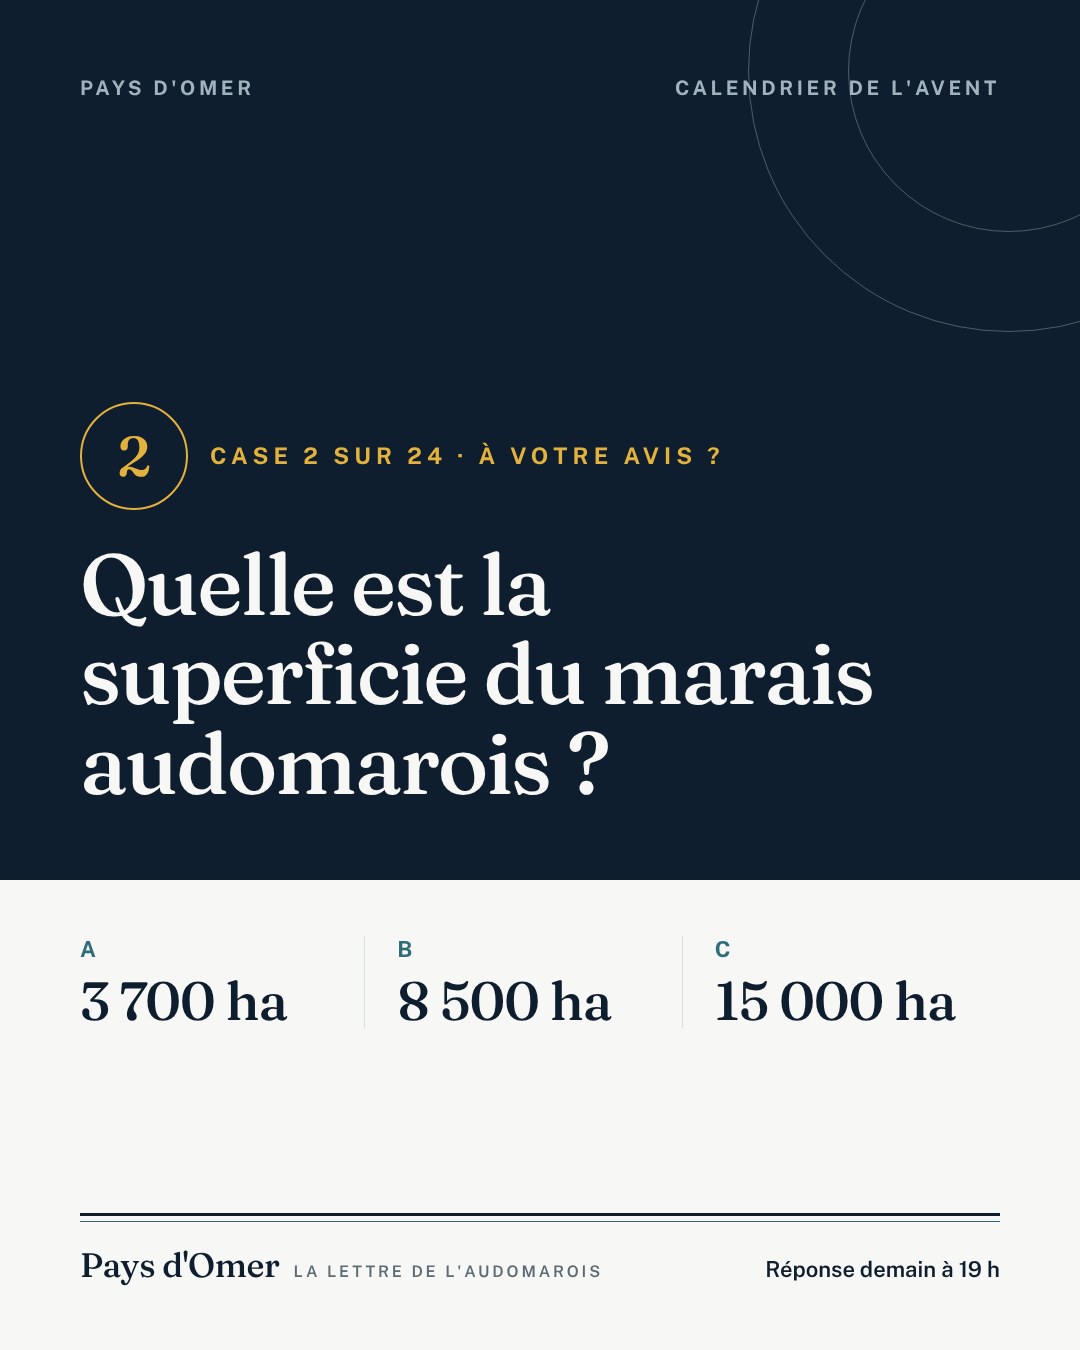 PAYS D'OMER
CALENDRIER DE L'AVENT
2
CASE 2 SUR 24 · À VOTRE AVIS ?
Quelle est la
superficie du marais
audomarois ?
A
3 700 ha
B
8 500 ha
C
15 000 ha
Pays d'Omer LA LETTRE DE L'AUDOMAROIS
Réponse demain à 19 h